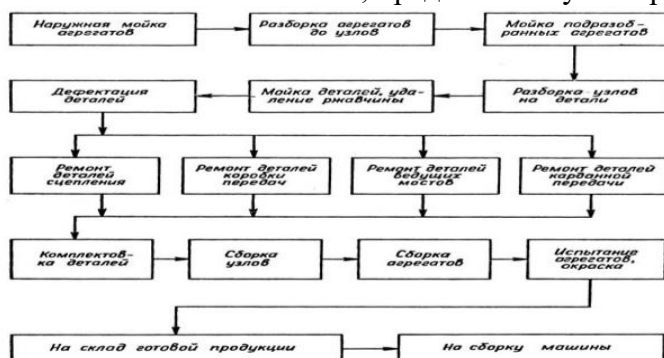 Наружная мойка
агрегатов
Разборка агрегатов
до узлов
Мойка подразоб-
ранных агрегатов
Дефектация
деталей
Мойка деталей, уда-
ление ржавчины
Разборка узлов
на детали
Ремонт
деталей
сцепления
Ремонт деталей
коробки
передач
Ремонт деталей
ведущих
мостов
Ремонт деталей
карданной
передачи
Комплектов-
ка деталей
Сборка
узлов
Сборка
агрегатов
Испытание
агрегатов,
окраска
На склад готовой продукции
На сборку машины